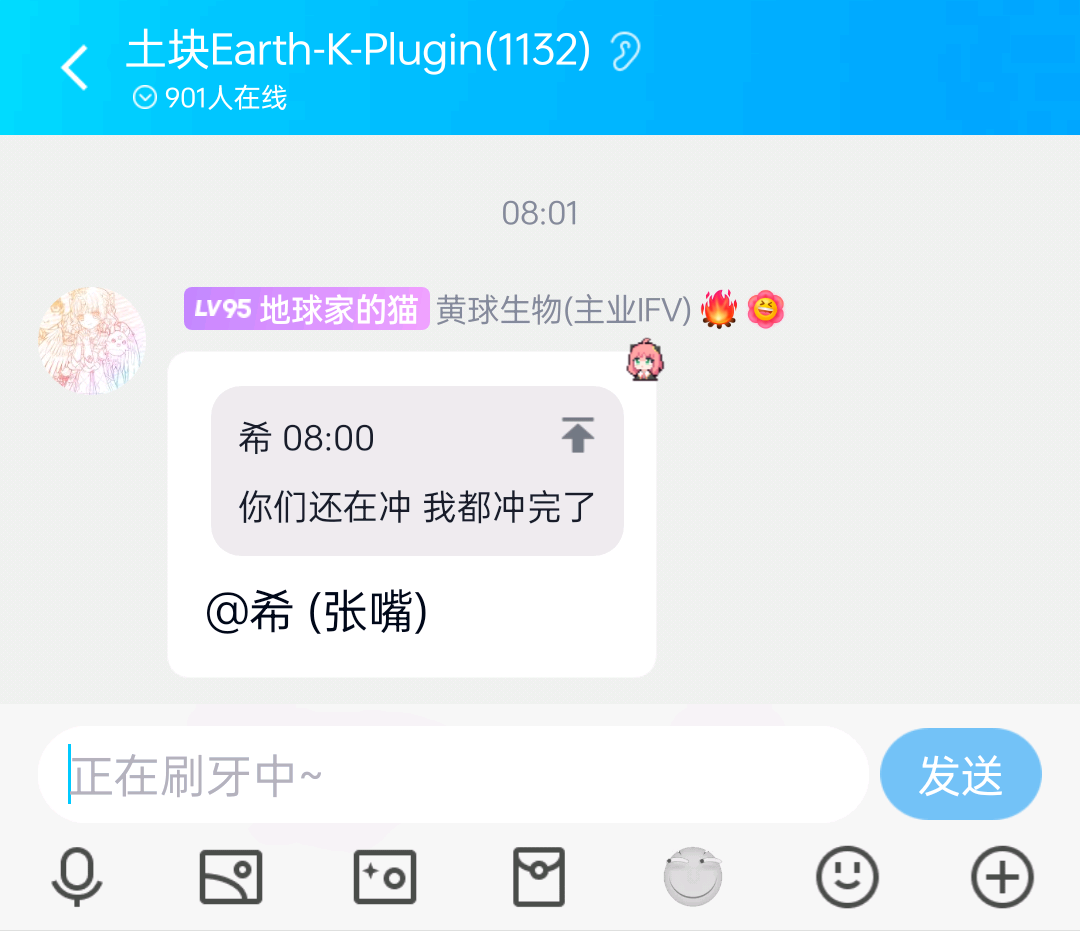 土块Earth-K-Plugin(1132)
901人在线
08:01
LV95 地球家的猫 黄球生物(主业IFV)
希 08:00
你们还在冲 我都冲完了
@希 (张嘴)
正在刷牙中~
发送